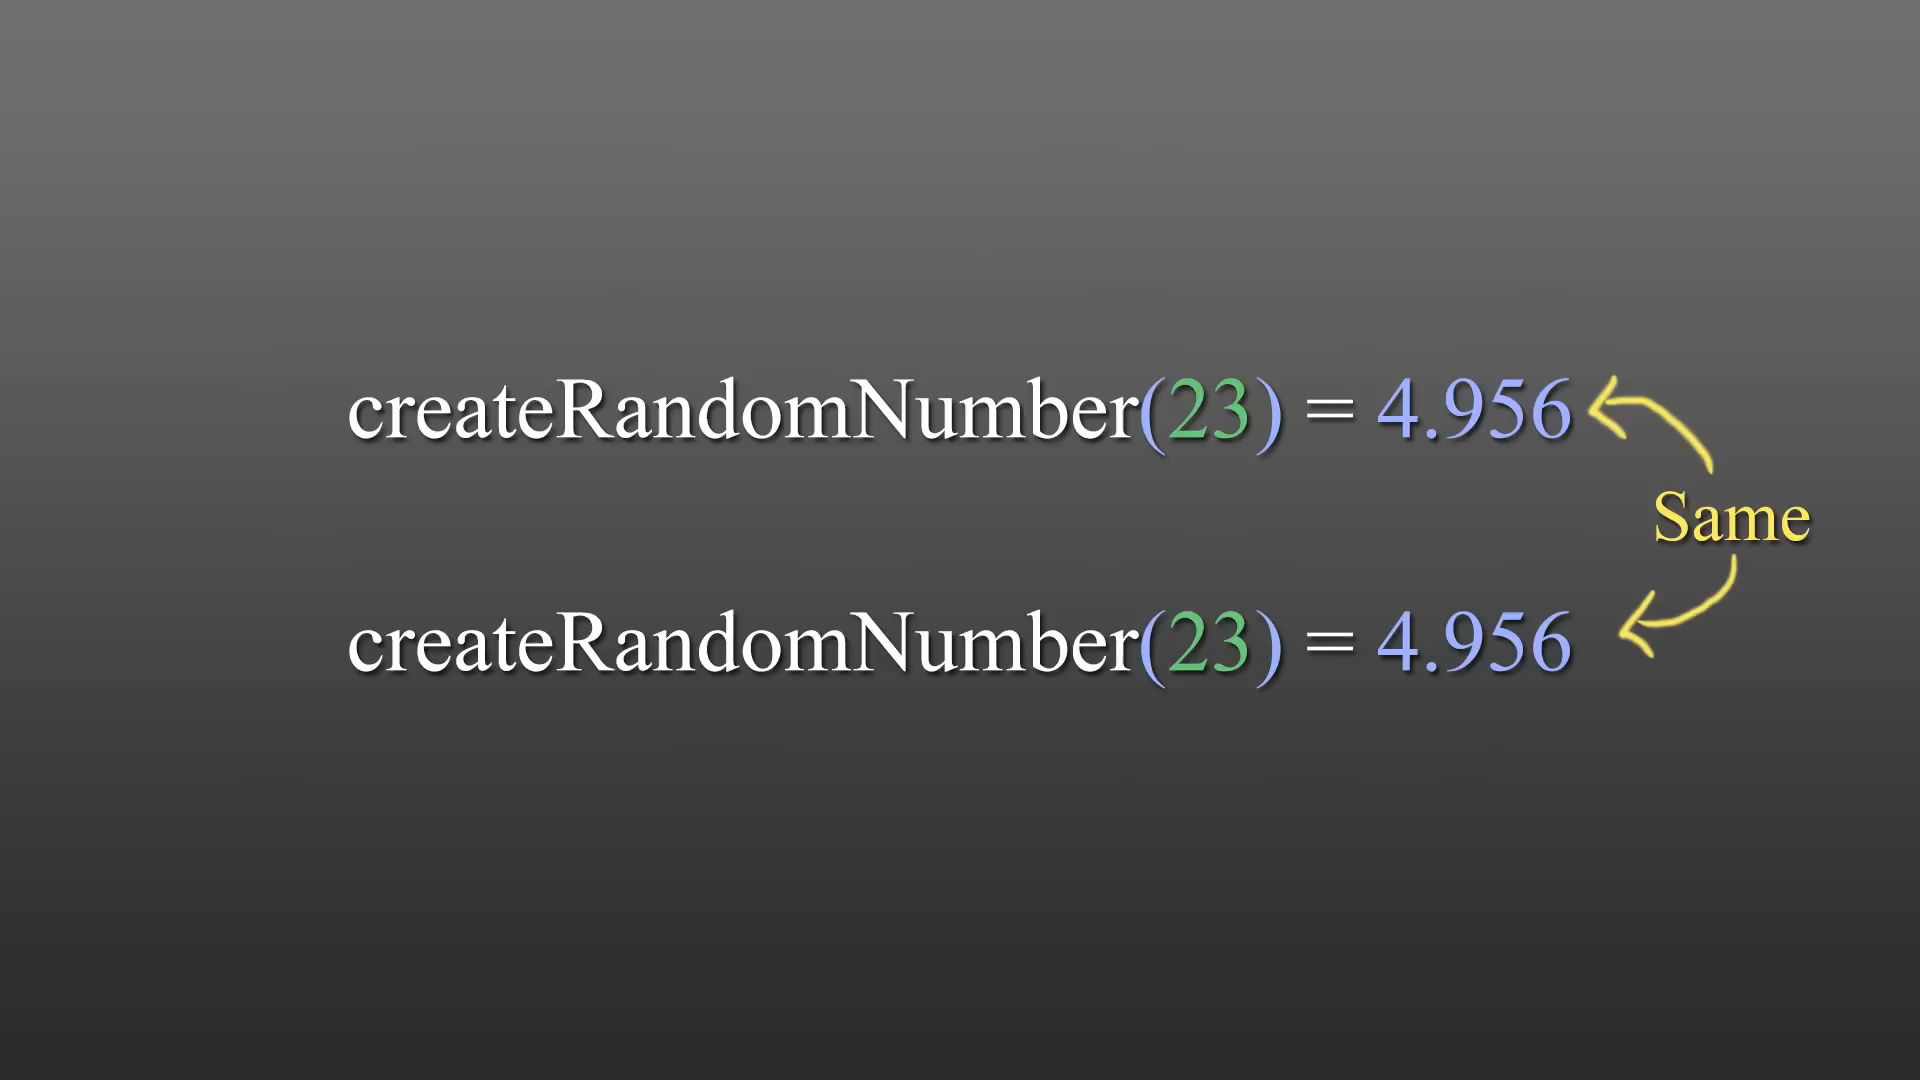 createRandomNumber(23) = 4.956
Same
createRandomNumber(23) = 4.956